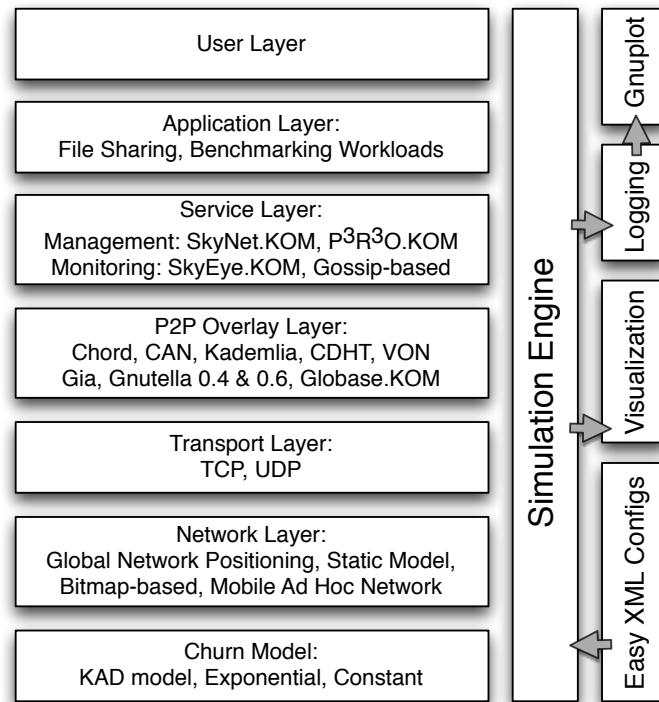 User Layer
Application Layer:
File Sharing, Benchmarking Workloads
Service Layer:
Management: SkyNet.KOM, P³R³O.KOM
Monitoring: SkyEye.KOM, Gossip-based
P2P Overlay Layer:
Chord, CAN, Kademlia, CDHT, VON
Gia, Gnutella 0.4 & 0.6, Globase.KOM
Transport Layer:
TCP, UDP
Network Layer:
Global Network Positioning, Static Model,
Bitmap-based, Mobile Ad Hoc Network
Churn Model:
KAD model, Exponential, Constant
Simulation Engine
Gnuplot
Logging
Visualization
Easy XML Configs